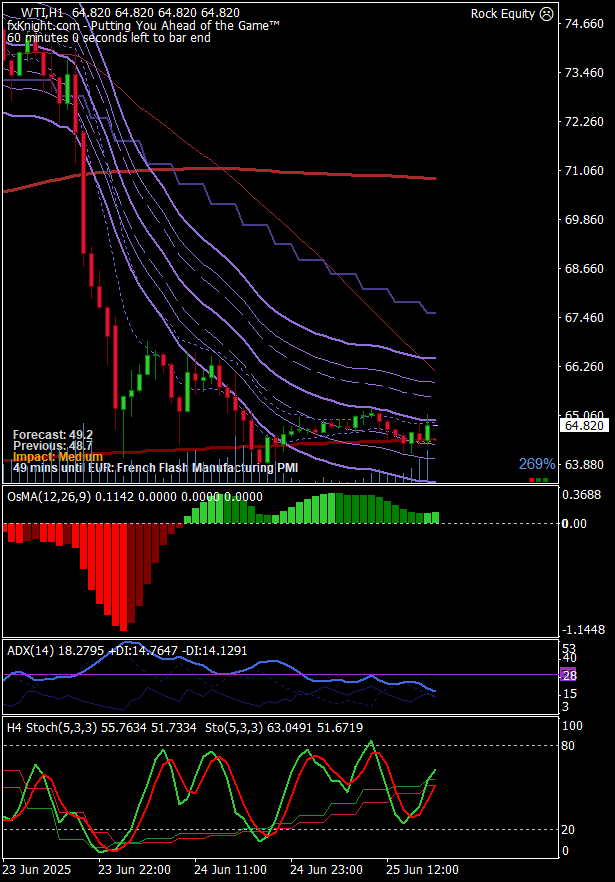 WTI,H1 64.820 64.820 64.820 64.820
Rock Equity
fxKnight.com - Putting You Ahead of the Game™
60 minutes 0 seconds left to bar end
74.660
73.460
72.260
71.060
69.860
68.660
67.460
66.260
65.060
64.820
63.880
Forecast: 49.2
Previous: 48.7
Impact: Medium
49 mins until EUR: French Flash Manufacturing PMI
269%
OsMA(12,26,9) 0.1142 0.0000 0.0000 0.0000
0.3688
0.00
-1.1448
ADX(14) 18.2795 +DI:14.7647 -DI:14.1291
53
40
28
15
3
H4 Stoch(5,3,3) 55.7634 51.7334 Sto(5,3,3) 63.0491 51.6719
100
80
20
0
23 Jun 2025
23 Jun 22:00
24 Jun 11:00
24 Jun 23:00
25 Jun 12:00